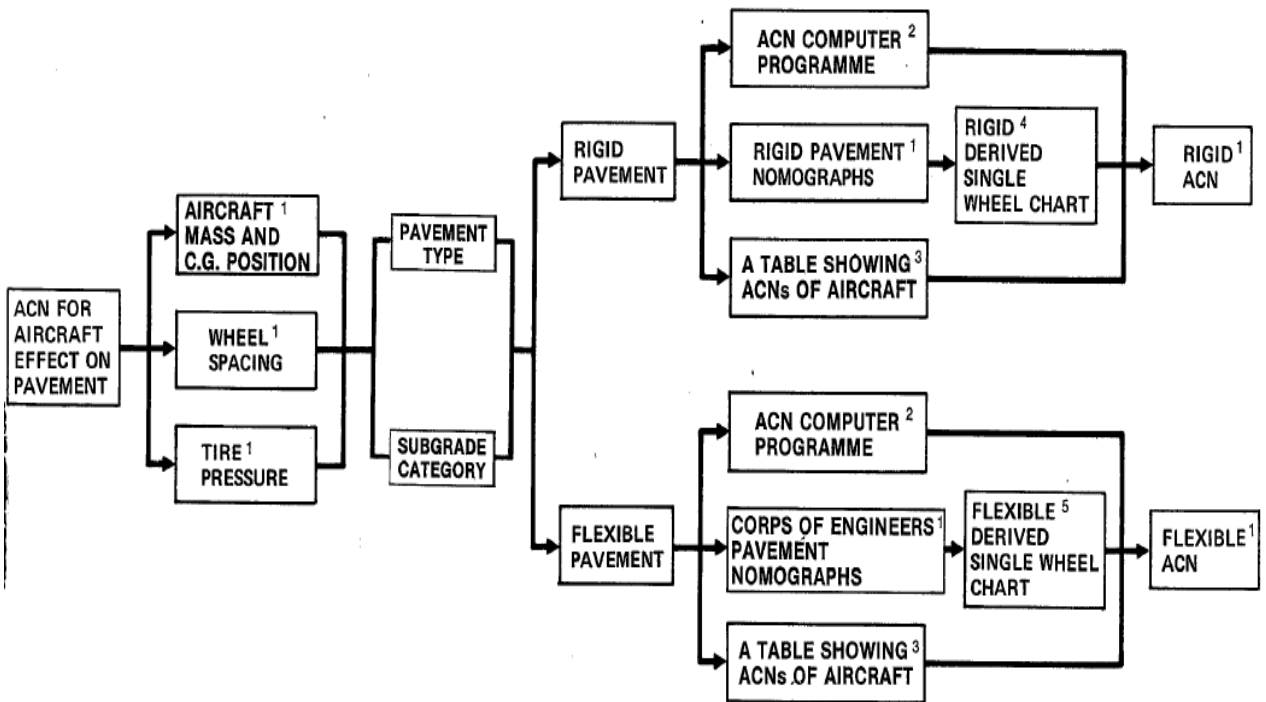 ACN FOR
AIRCRAFT
EFFECT ON
PAVEMENT
AIRCRAFT 1
MASS AND
C.G. POSITION
WHEEL 1
SPACING
TIRE 1
PRESSURE
PAVEMENT
TYPE
SUBGRADE
CATEGORY
RIGID
PAVEMENT
ACN COMPUTER 2
PROGRAMME
RIGID PAVEMENT 1
NOMOGRAPHS
A TABLE SHOWING 3
ACNs OF AIRCRAFT
RIGID 4
DERIVED
SINGLE
WHEEL CHART
RIGID 1
ACN
FLEXIBLE
PAVEMENT
ACN COMPUTER 2
PROGRAMME
CORPS OF ENGINEERS 1
PAVEMENT
NOMOGRAPHS
A TABLE SHOWING 3
ACNs OF AIRCRAFT
FLEXIBLE 5
DERIVED
SINGLE WHEEL
CHART
FLEXIBLE 1
ACN